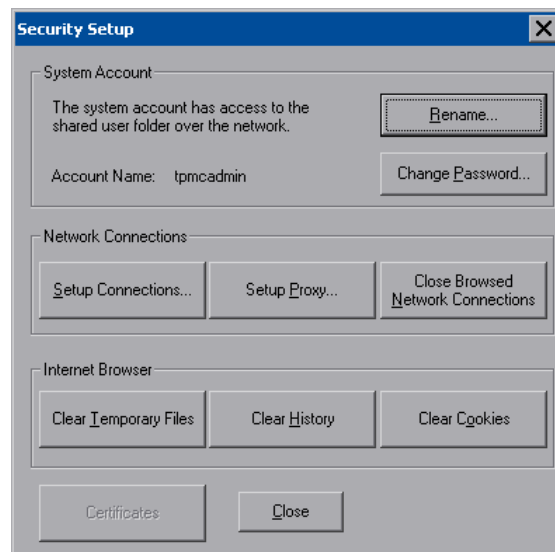 Security Setup
System Account
The system account has access to the
shared user folder over the network.
Rename...
Account Name: tpmcadmin
Change Password...
Network Connections
Setup Connections...
Setup Proxy...
Close Browsed
Network Connections
Internet Browser
Clear Temporary Files
Clear History
Clear Cookies
Certificates
Close